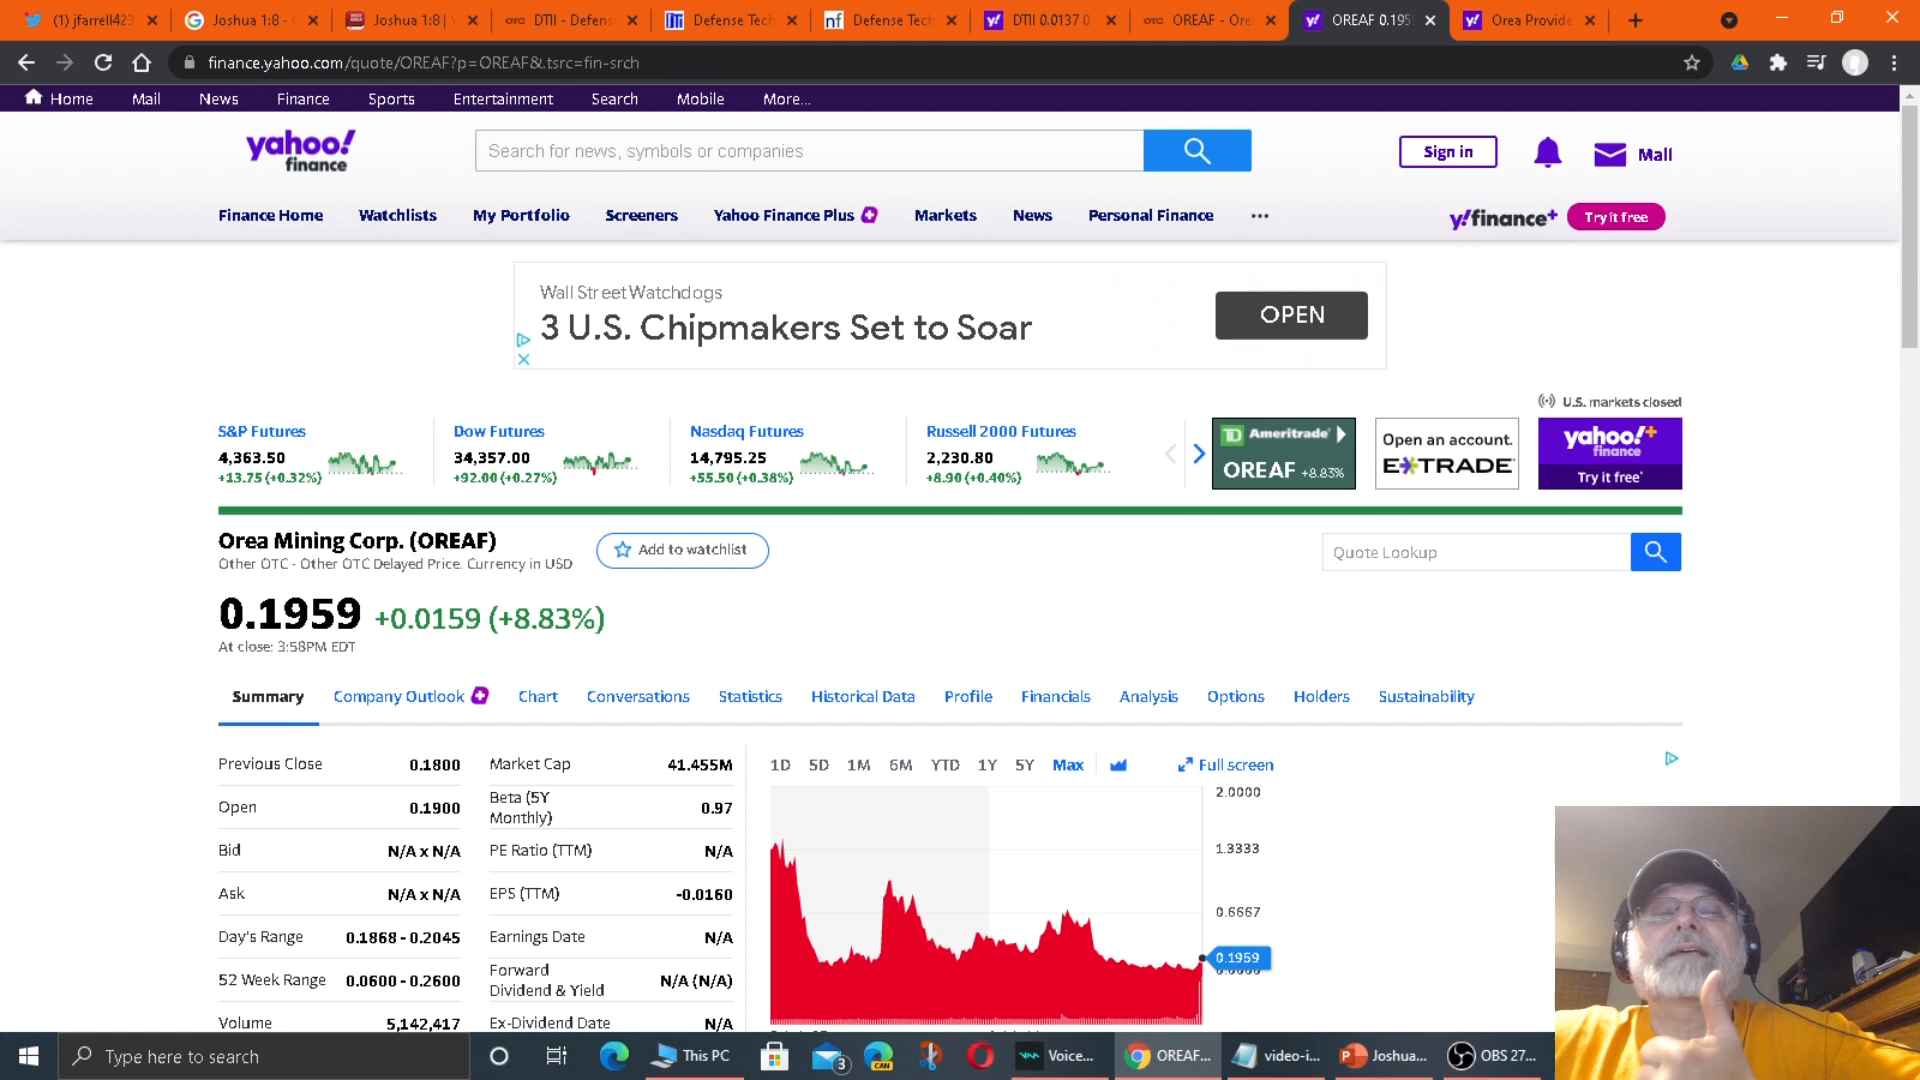 (1) jfarrell423
Joshua 1:8 -
Joshua 1:8 |
DTII - Defens
Defense Tech
Defense Tech
DTII 0.0137 0.
OREAF - Ore
OREAF 0.195
Orea Provide
finance.yahoo.com/quote/OREAF?p=OREAF&.tsrc=fin-srch
Home Mail News Finance Sports Entertainment Search Mobile More...
yahoo!
finance
Search for news, symbols or companies
Sign in
Mail
Finance Home Watchlists My Portfolio Screeners Yahoo Finance Plus Markets News Personal Finance ...
y!finance+ Try it free
Wall Street Watchdogs
3 U.S. Chipmakers Set to Soar
OPEN
U.S. markets closed
S&P Futures
4,363.50
+13.75 (+0.32%)
Dow Futures
34,357.00
+92.00 (+0.27%)
Nasdaq Futures
14,795.25
+55.50 (+0.38%)
Russell 2000 Futures
2,230.80
+8.90 (+0.40%)
TD Ameritrade
OREAF +8.83%
Open an account.
E*TRADE
yahoo!+
finance
Try it free*
Orea Mining Corp. (OREAF)
Other OTC - Other OTC Delayed Price. Currency in USD
Add to watchlist
Quote Lookup
0.1959 +0.0159 (+8.83%)
At close: 3:58PM EDT
Summary Company Outlook Chart Conversations Statistics Historical Data Profile Financials Analysis Options Holders Sustainability
Previous Close 0.1800
Open 0.1900
Bid N/A x N/A
Ask N/A x N/A
Day's Range 0.1868 - 0.2045
52 Week Range 0.0600 - 0.2600
Volume 5,142,417
Market Cap 41.455M
Beta (5Y
Monthly) 0.97
PE Ratio (TTM) N/A
EPS (TTM) -0.0160
Earnings Date N/A
Forward
Dividend & Yield N/A (N/A)
Ex-Dividend Date N/A
1D 5D 1M 6M YTD 1Y 5Y Max Full screen
2.0000
1.3333
0.6667
0.1959
0.0000
Type here to search
This PC
3
CAN
Voice...
OREAF...
video-i...
Joshua...
OBS 27...